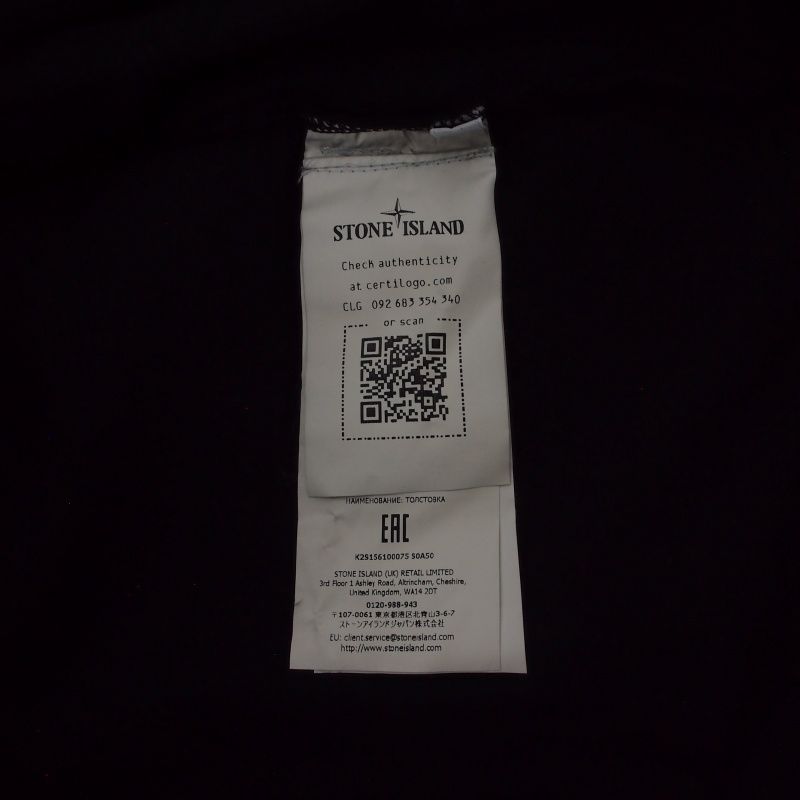 STONE ISLAND
Check authenticity
at certilogo.com
CLG 092 683 354 340
or scan
НАИМЕНОВАНИЕ: ТОЛСТОВКА
EAC
K2S156100075 S0A50
STONE ISLAND (UK) RETAIL LIMITED
3rd Floor 1 Ashley Road, Altrincham, Cheshire,
United Kingdom, WA14 2DT
0120-988-943
〒107-0061 東京都港区北青山3-6-7
ストーンアイランドジャパン株式会社
EU: client.service@stoneisland.com
http://www.stoneisland.com